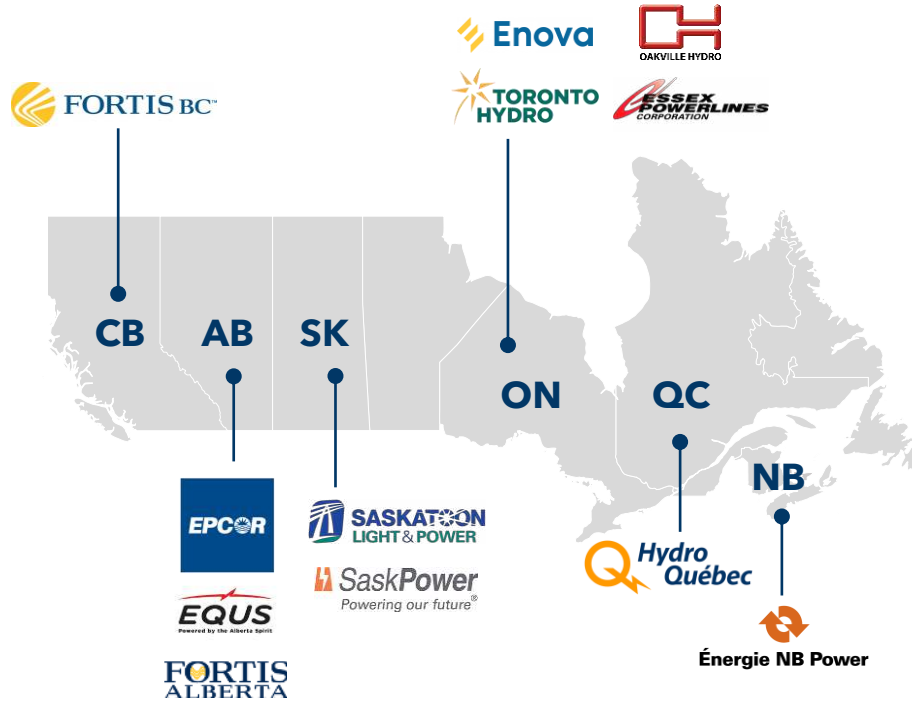 Enova
OAKVILLE HYDRO
FORTIS BC™
TORONTO
HYDRO
ESSEX
POWERLINES
CORPORATION
CB
AB
SK
ON
QC
NB
EPCOR
SASKATOON
LIGHT & POWER
Hydro
Québec
SaskPower
Powering our future®
EQUS
Powered by the Alberta Spirit
Énergie NB Power
FORTIS
ALBERTA